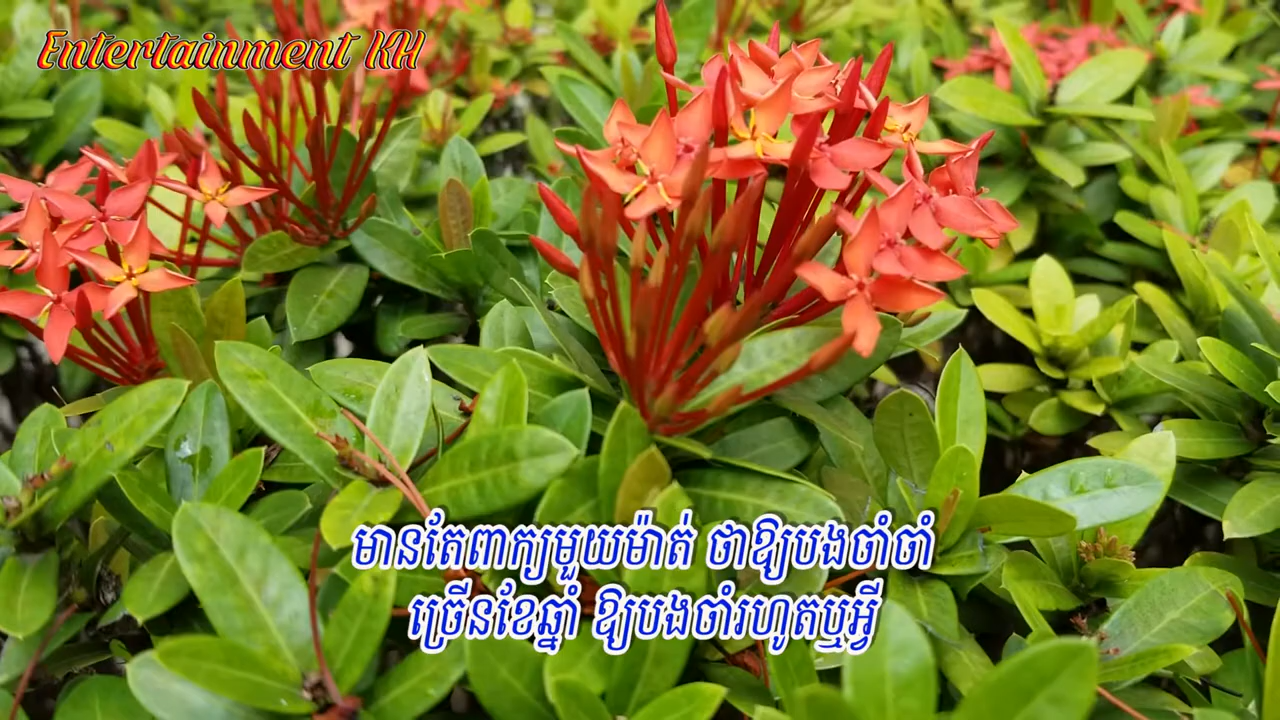 Entertainment KH
មានតែពាក្យមួយម៉ាត់ ថាឱ្យបងចាំចាំ
ច្រើនខែឆ្នាំ ឱ្យបងចាំរហូតឬអ្វី